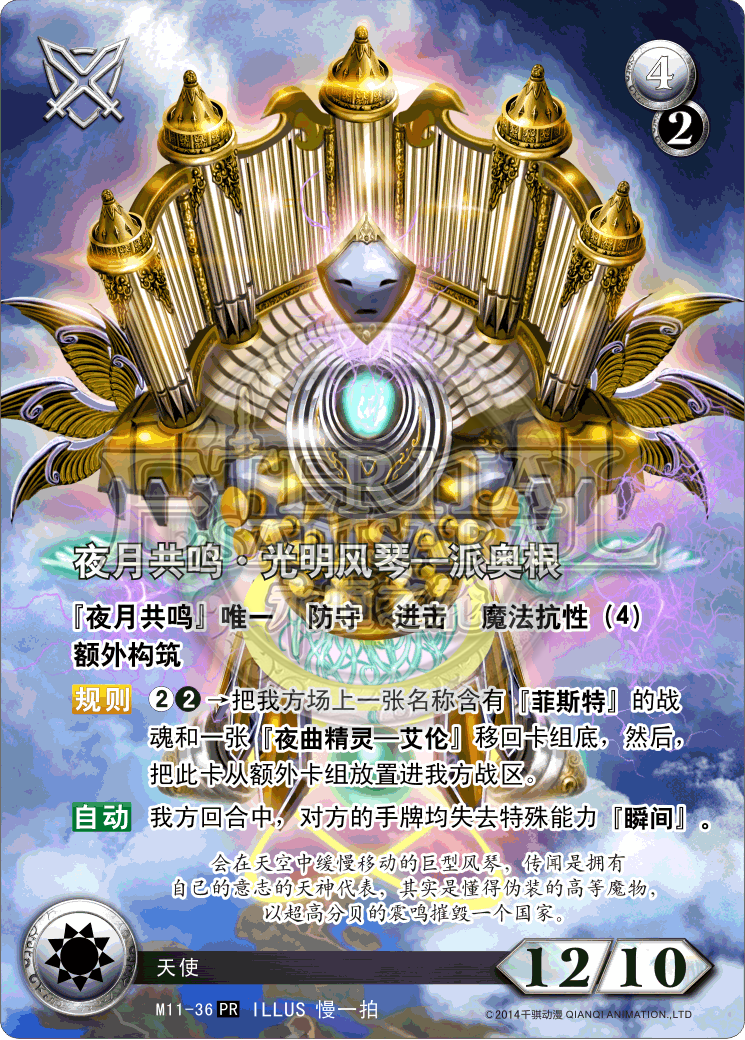 4
2
ETERNAL
夜月共鸣·光明风琴—派奥根
『夜月共鸣』唯一 防守 进击 魔法抗性（4）
额外构筑
规则 ②❷→把我方场上一张名称含有『菲斯特』的战
魂和一张『夜曲精灵—艾伦』移回卡组底，然后，
把此卡从额外卡组放置进我方战区。
自动 我方回合中，对方的手牌均失去特殊能力『瞬间』。
会在天空中缓慢移动的巨型风琴，传闻是拥有
自己的意志的天神代表，其实是懂得伪装的高等魔物，
以超高分贝的震鸣摧毁一个国家。
天使
12/10
M11-36 PR ILLUS 慢一拍
©2014千骐动漫 QIANQI ANIMATION.,LTD